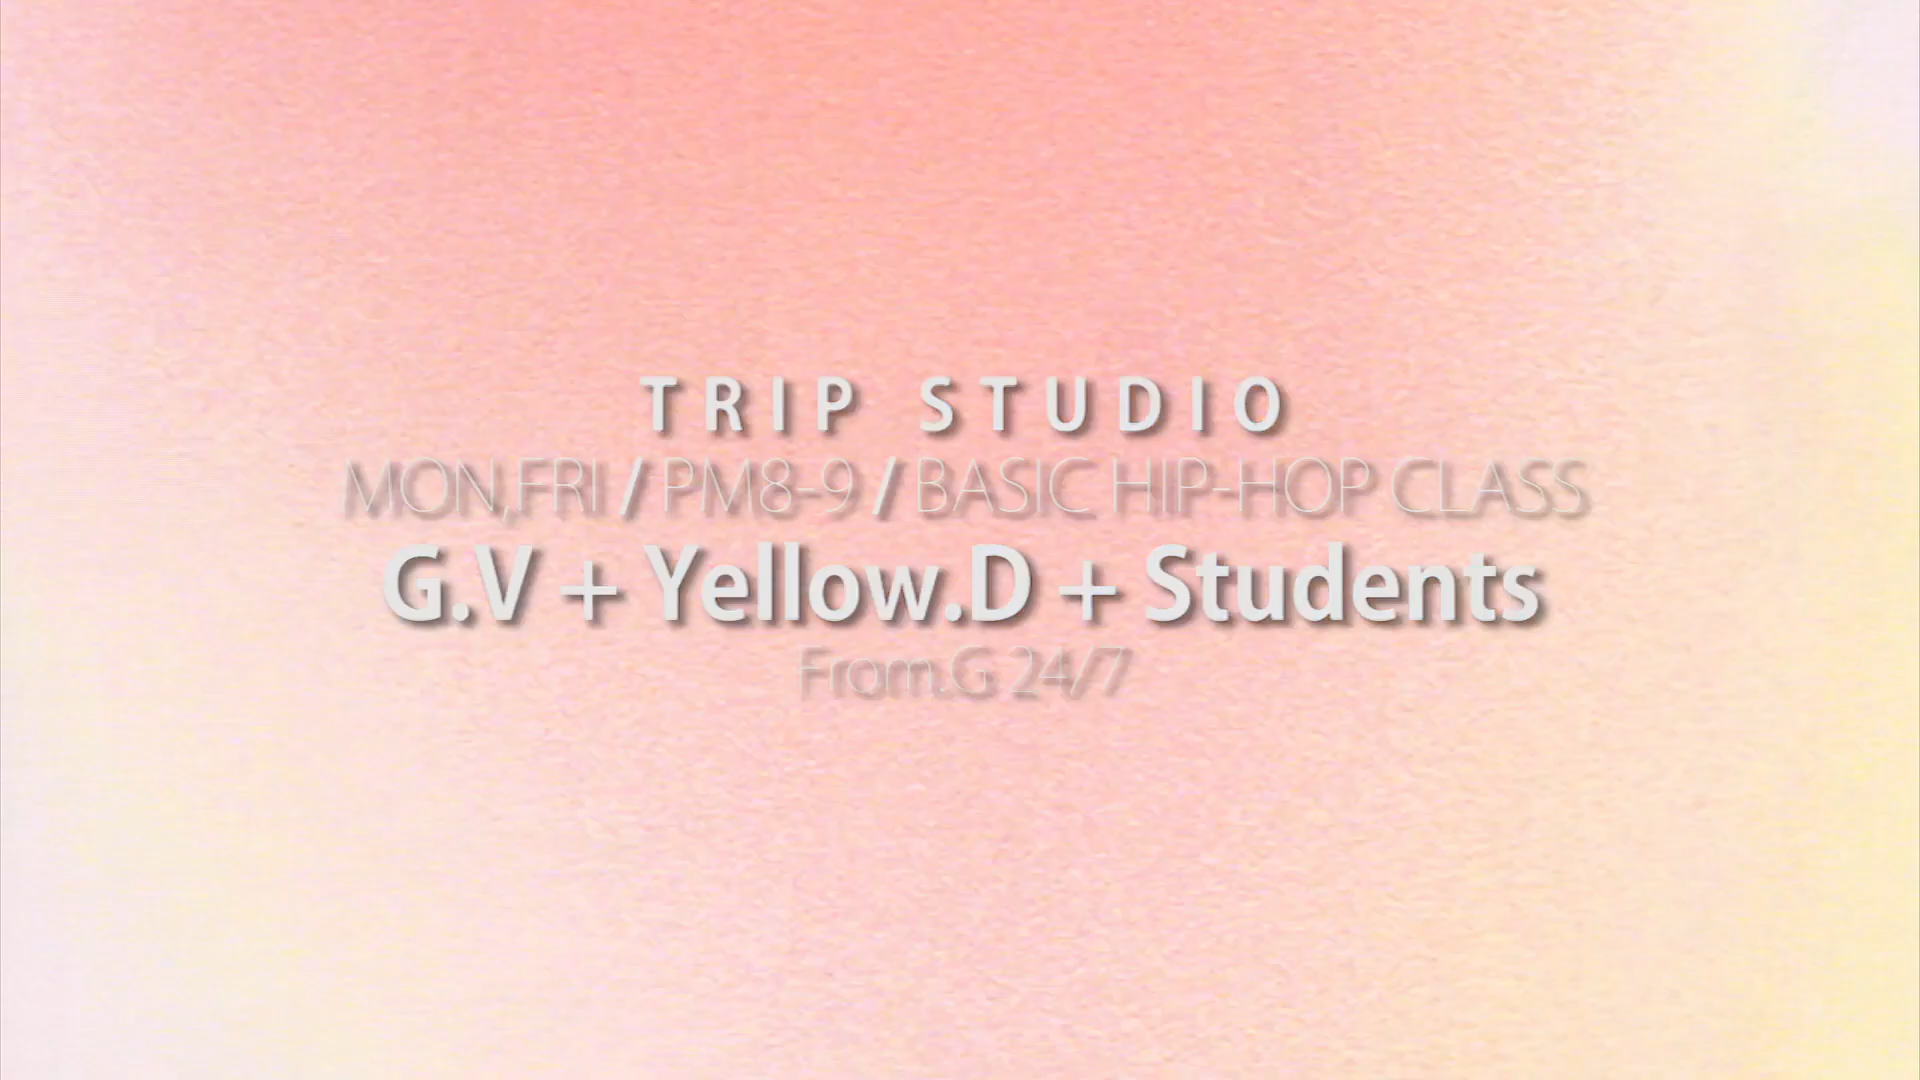 TRIP STUDIO
MON,FRI / PM8-9 / BASIC HIP-HOP CLASS
G.V + Yellow.D + Students
From.G 24/7